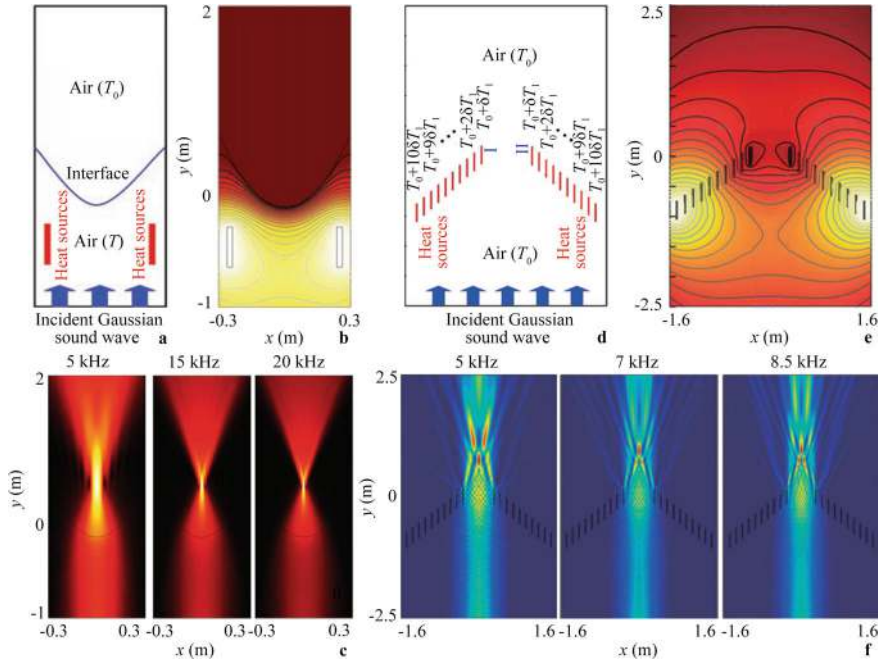 2
Air (T₀)
Interface
Heat sources
Heat sources
Air (T)
Incident Gaussian
sound wave
a
2
y (m)
0
-1
-0.3
0.3
x (m)
b
Air (T₀)
T₀+10δT₁
T₀+9δT₁
T₀+2δT₁
T₀+δT₁
T₀+δT₁
T₀+2δT₁
T₀+9δT₁
T₀+10δT₁
Heat
sources
Heat
sources
Air (T₀)
Incident Gaussian
sound wave
d
2.5
y (m)
0
-2.5
-1.6
1.6
x (m)
e
5 kHz
15 kHz
20 kHz
2
y (m)
0
-1
-0.3
0.3
-0.3
0.3
-0.3
0.3
x (m)
c
5 kHz
7 kHz
8.5 kHz
2.5
y (m)
0
-2.5
-1.6
1.6
-1.6
1.6
-1.6
1.6
x (m)
f